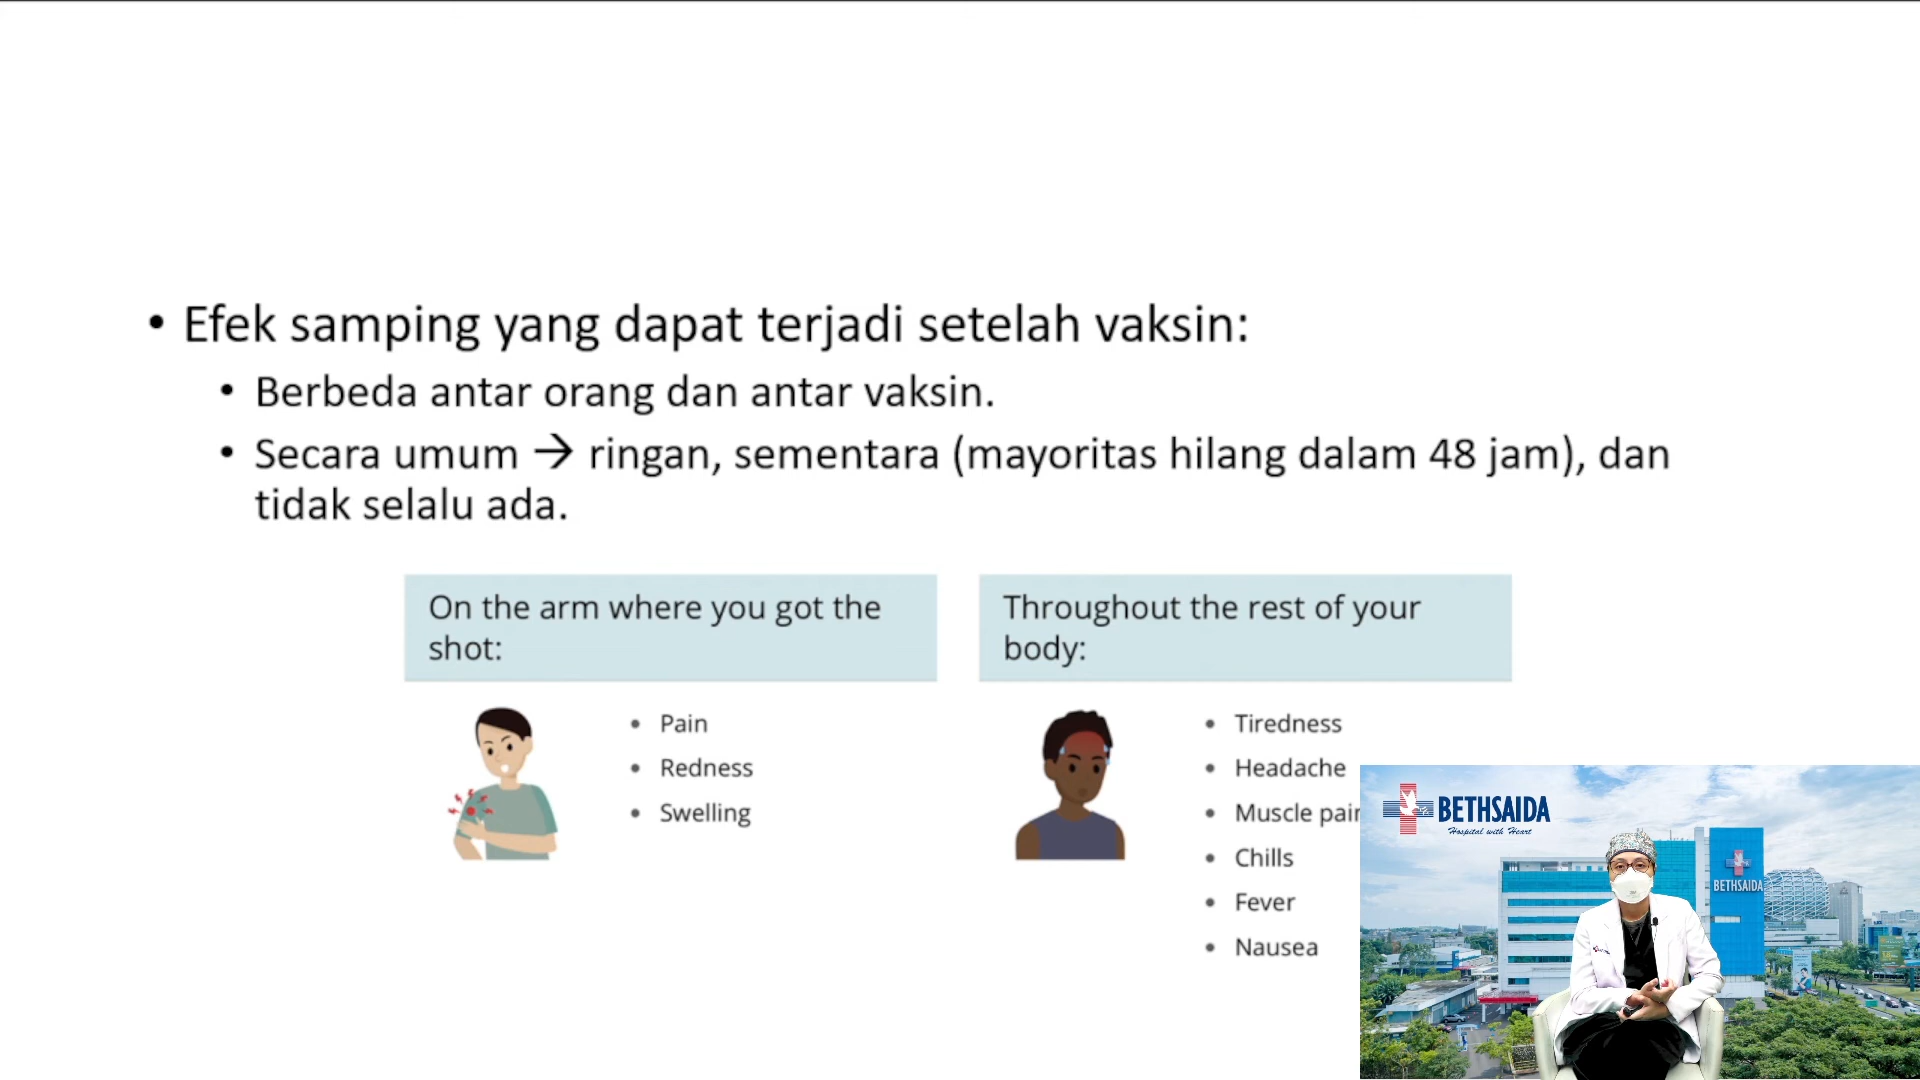 • Efek samping yang dapat terjadi setelah vaksin:
• Berbeda antar orang dan antar vaksin.
• Secara umum → ringan, sementara (mayoritas hilang dalam 48 jam), dan
tidak selalu ada.
On the arm where you got the
shot:
• Pain
• Redness
• Swelling
Throughout the rest of your
body:
• Tiredness
• Headache
• Muscle
• Chills
• Fever
• Nausea
BETHSAIDA
Hospital with Heart
BETHSAIDA